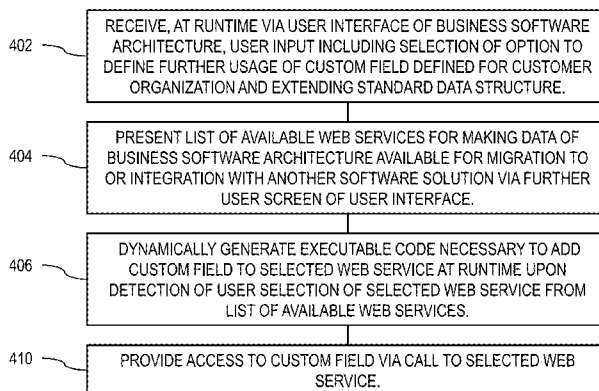 402
RECEIVE, AT RUNTIME VIA USER INTERFACE OF BUSINESS SOFTWARE
ARCHITECTURE, USER INPUT INCLUDING SELECTION OF OPTION TO
DEFINE FURTHER USAGE OF CUSTOM FIELD DEFINED FOR CUSTOMER
ORGANIZATION AND EXTENDING STANDARD DATA STRUCTURE.
404
PRESENT LIST OF AVAILABLE WEB SERVICES FOR MAKING DATA OF
BUSINESS SOFTWARE ARCHITECTURE AVAILABLE FOR MIGRATION TO
OR INTEGRATION WITH ANOTHER SOFTWARE SOLUTION VIA FURTHER
USER SCREEN OF USER INTERFACE.
406
DYNAMICALLY GENERATE EXECUTABLE CODE NECESSARY TO ADD
CUSTOM FIELD TO SELECTED WEB SERVICE AT RUNTIME UPON
DETECTION OF USER SELECTION OF SELECTED WEB SERVICE FROM
LIST OF AVAILABLE WEB SERVICES.
410
PROVIDE ACCESS TO CUSTOM FIELD VIA CALL TO SELECTED WEB
SERVICE.